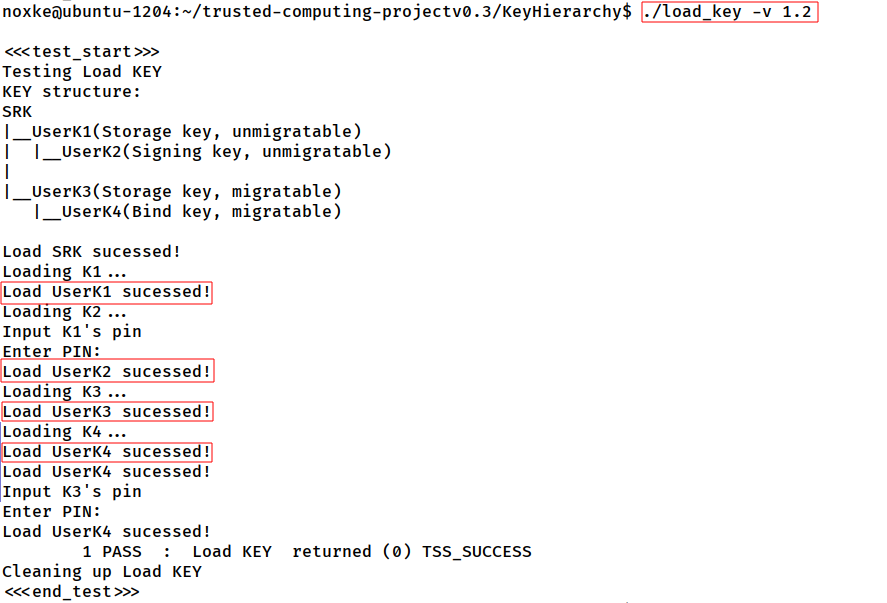 noxke@ubuntu-1204:~/trusted-computing-projectv0.3/KeyHierarchy$ ./load_key -v 1.2
<<<test_start>>>
Testing Load KEY
KEY structure:
SRK
|__UserK1(Storage key, unmigratable)
|  |__UserK2(Signing key, unmigratable)
|
|__UserK3(Storage key, migratable)
   |__UserK4(Bind key, migratable)
Load SRK sucessed!
Loading K1...
Load UserK1 sucessed!
Loading K2...
Input K1's pin
Enter PIN:
Load UserK2 sucessed!
Loading K3...
Load UserK3 sucessed!
Loading K4...
Load UserK4 sucessed!
Load UserK4 sucessed!
Input K3's pin
Enter PIN:
Load UserK4 sucessed!
        1 PASS  :  Load KEY  returned (0) TSS_SUCCESS
Cleaning up Load KEY
<<<end_test>>>